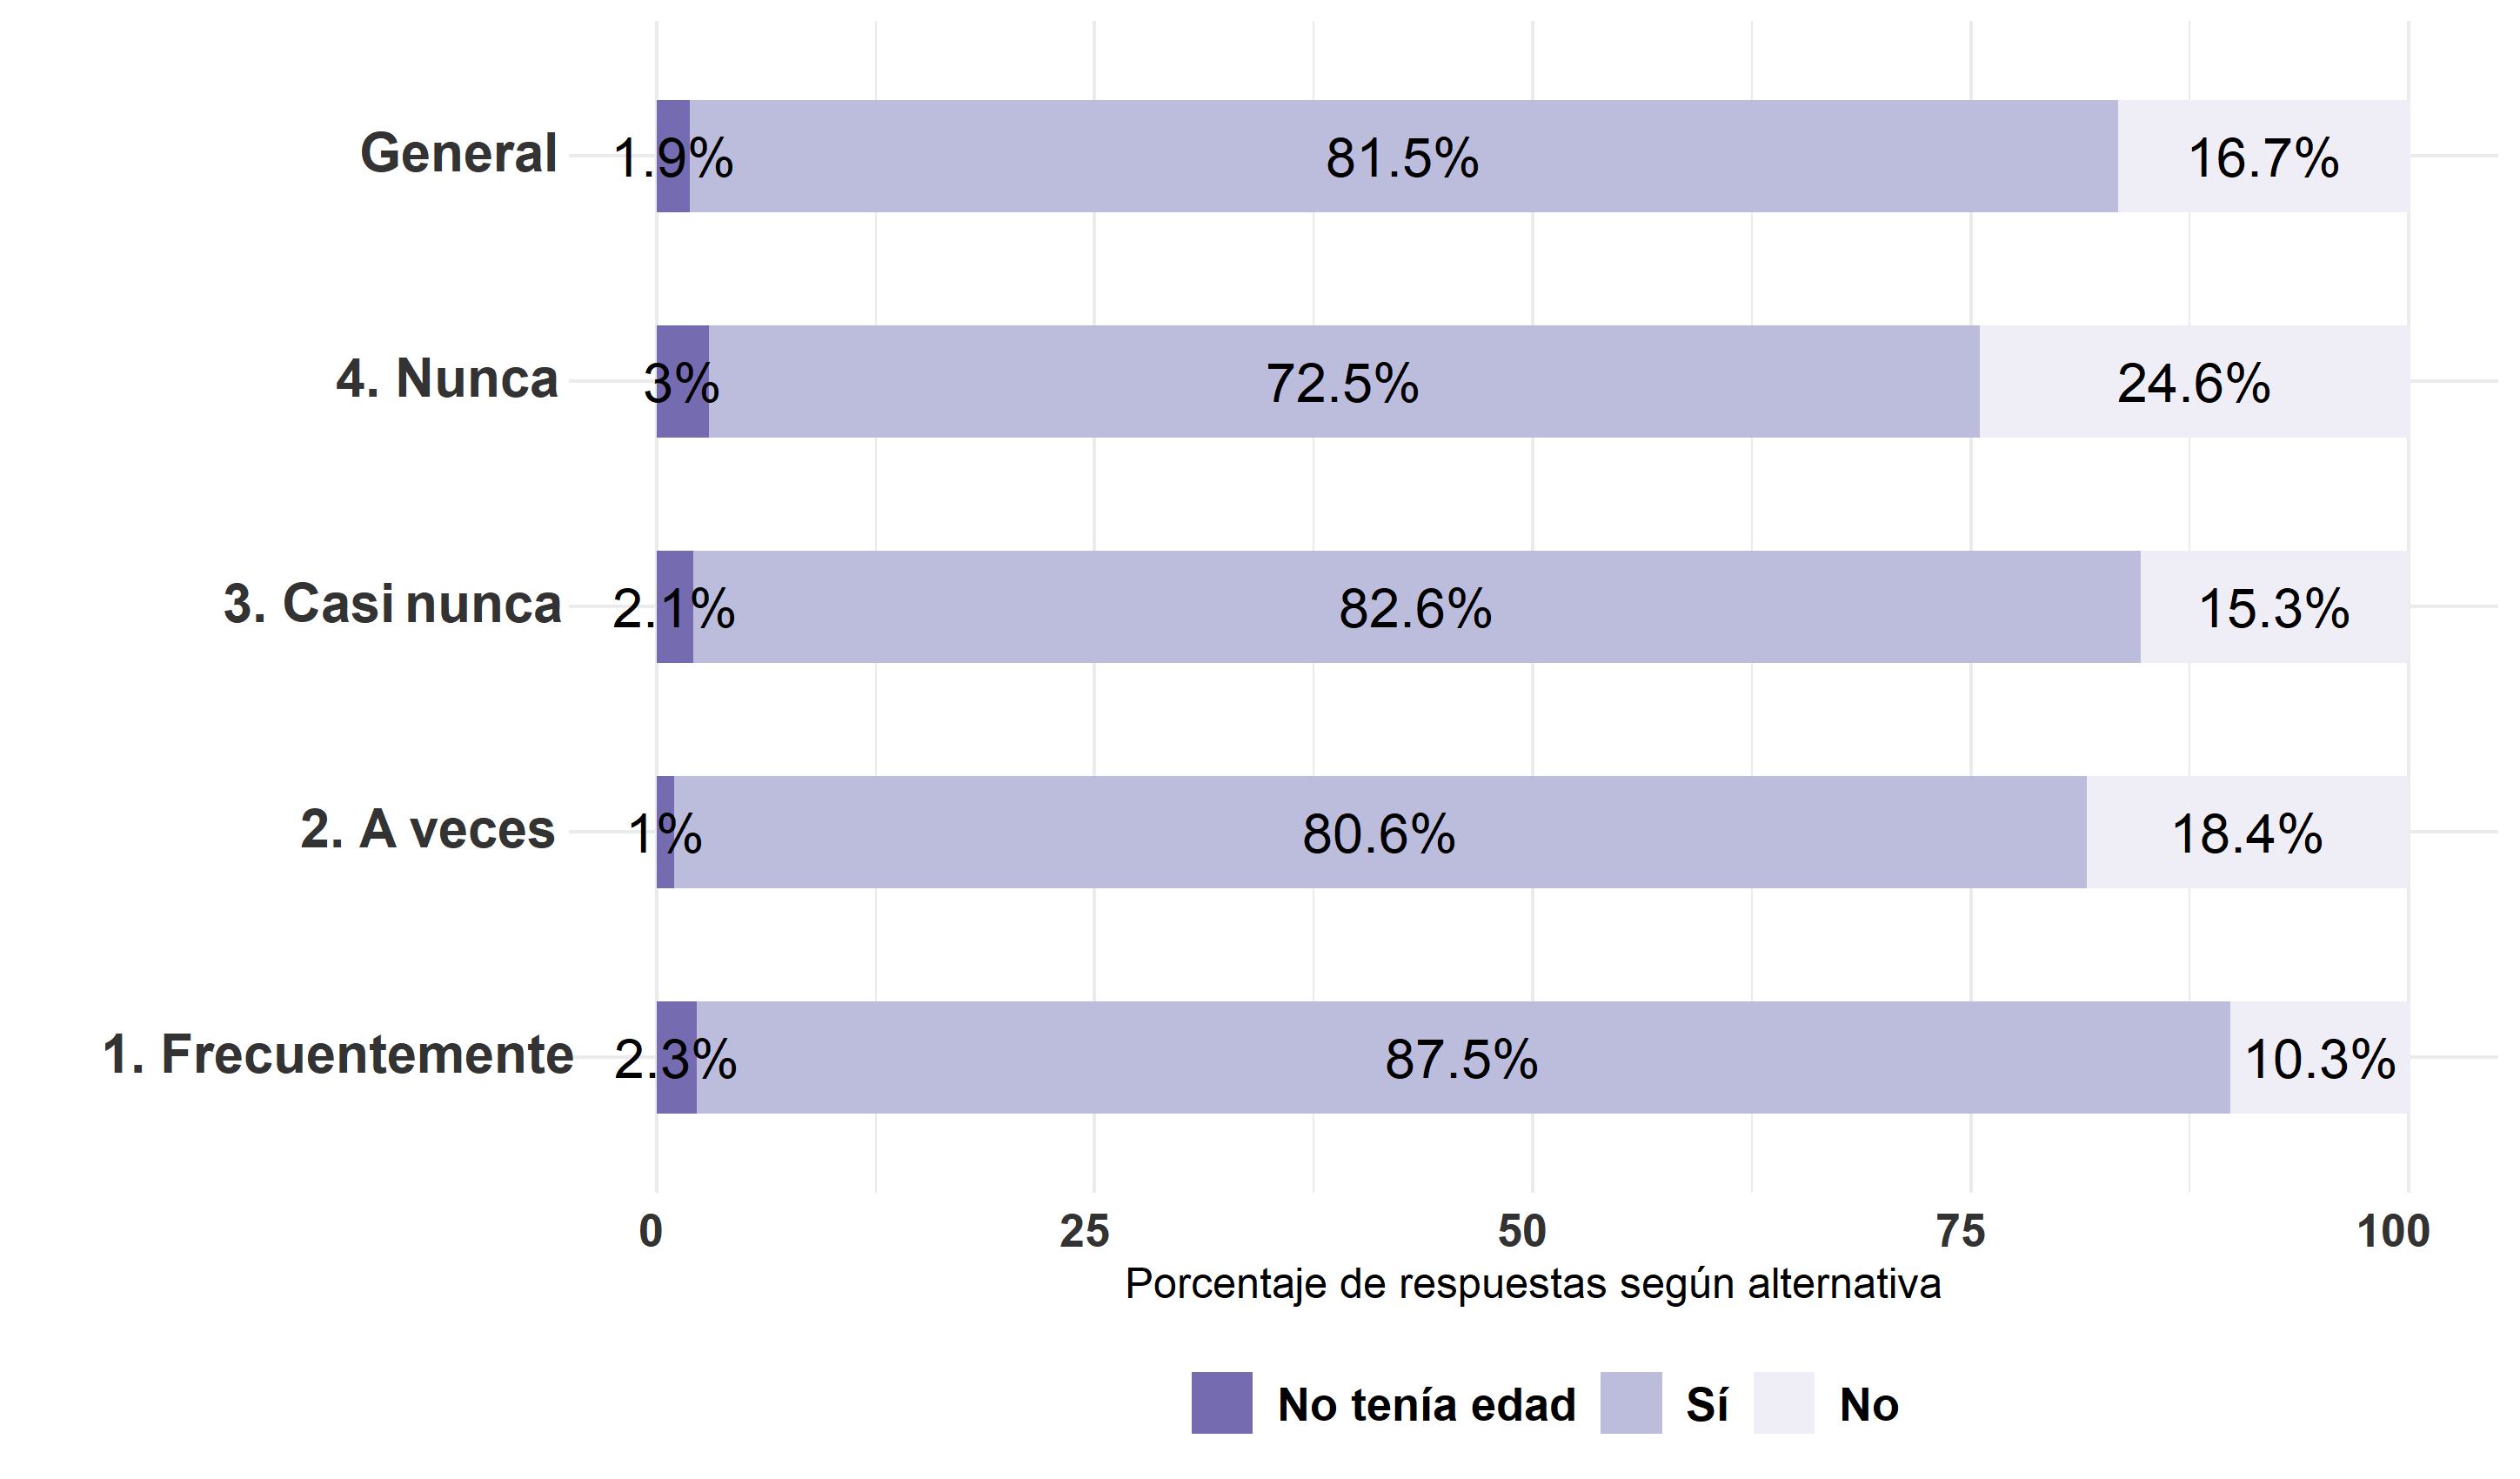 General 1.9% 81.5% 16.7%
4. Nunca 3% 72.5% 24.6%
3. Casi nunca 2.1% 82.6% 15.3%
2. A veces 1% 80.6% 18.4%
1. Frecuentemente 2.3% 87.5% 10.3%
0 25 50 75 100
Porcentaje de respuestas según alternativa
No tenía edad Sí No